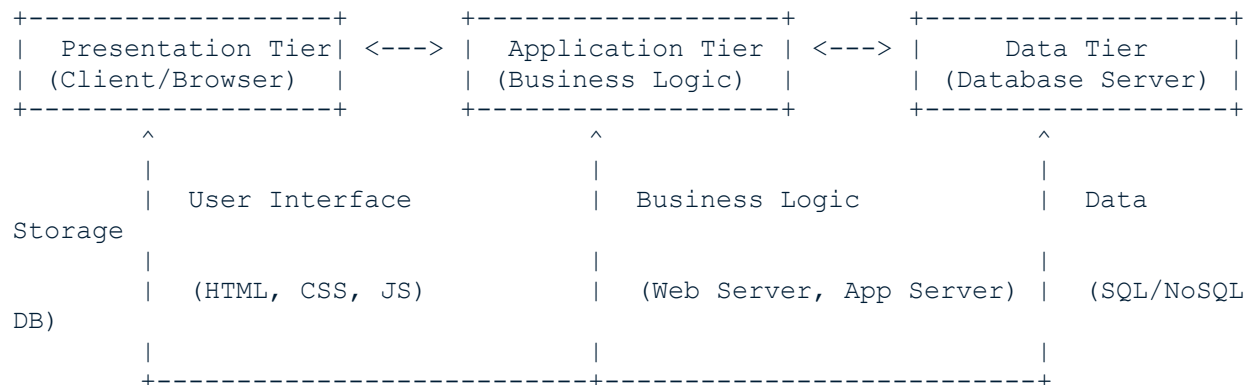 +-------------------+       +-------------------+       +-------------------+
|  Presentation Tier| <---> |  Application Tier | <---> |     Data Tier     |
| (Client/Browser)  |       | (Business Logic)  |       | (Database Server) |
+-------------------+       +-------------------+       +-------------------+
        ^                           ^                           ^
        |                           |                           |
        |  User Interface           |  Business Logic           |  Data
Storage
        |                           |                           |
        |  (HTML, CSS, JS)          |  (Web Server, App Server) |  (SQL/NoSQL
DB)
        |                           |                           |
        +---------------------------+---------------------------+